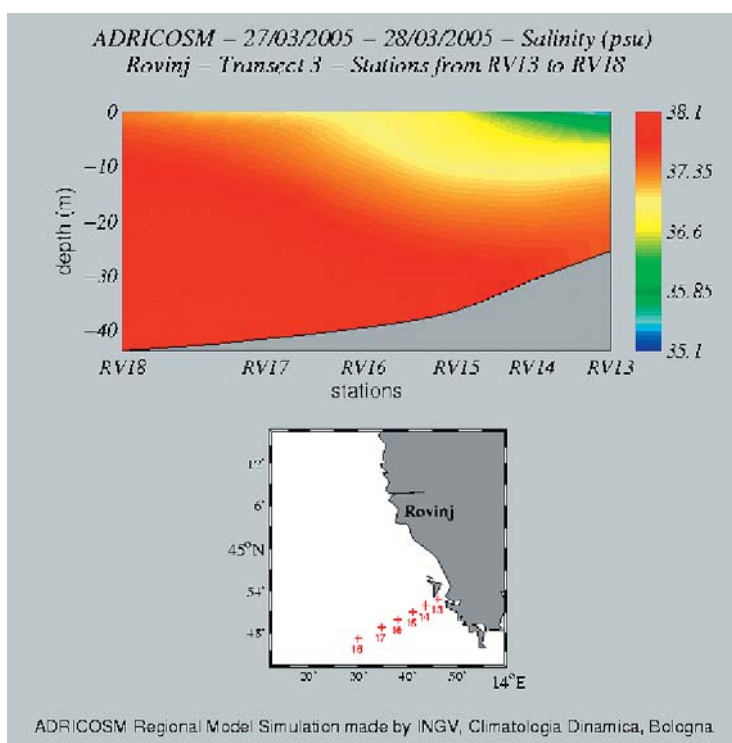 ADRICOSM – 27/03/2005 – 28/03/2005 – Salinity (psu)
Rovinj – Transect 3 – Stations from RV13 to RV18
0
−10
−20
−30
−40
depth (m)
38.1
37.35
36.6
35.85
35.1
RV18 RV17 RV16 RV15 RV14 RV13
stations
12'
6'
45°N
54'
48'
Rovinj
13
14
15
16
17
18
20' 30' 40' 50' 14°E
ADRICOSM Regional Model Simulation made by INGV, Climatologia Dinamica, Bologna